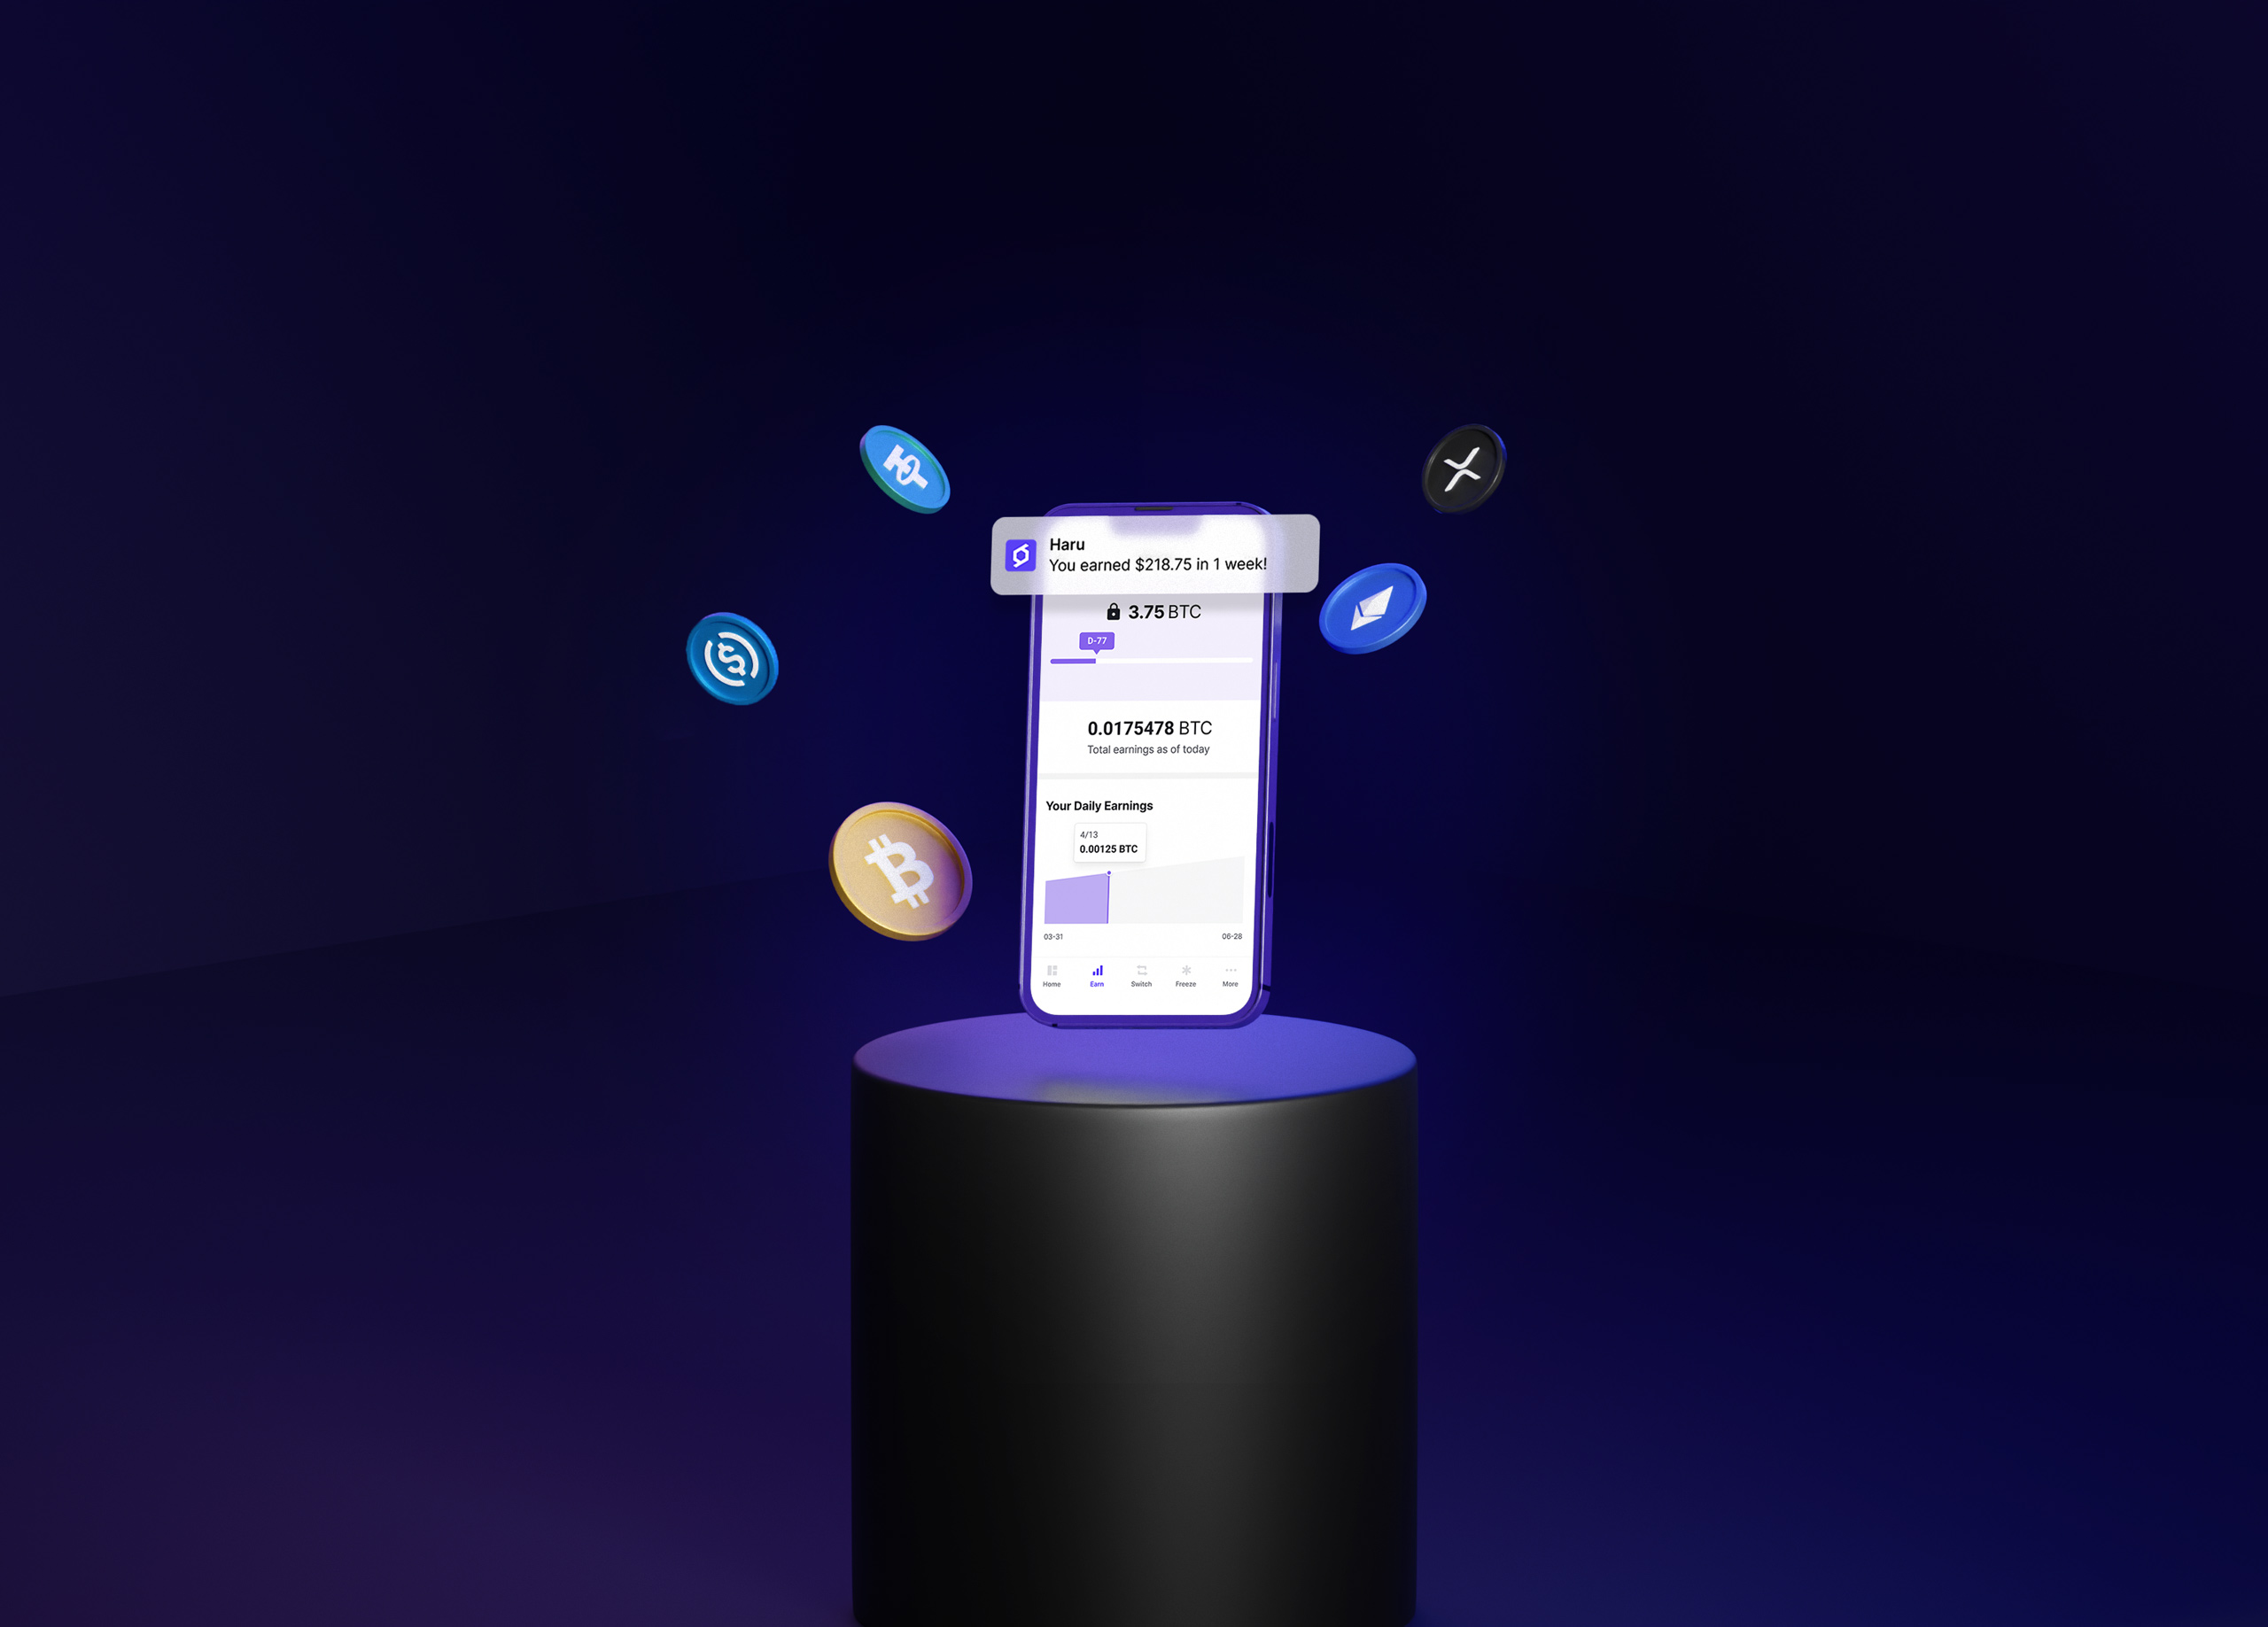 Haru
You earned $218.75 in 1 week!
3.75 BTC
D-77
0.0175478 BTC
Total earnings as of today
Your Daily Earnings
4/13
0.00125 BTC
03-31 06-28
Home Earn Switch Freeze More